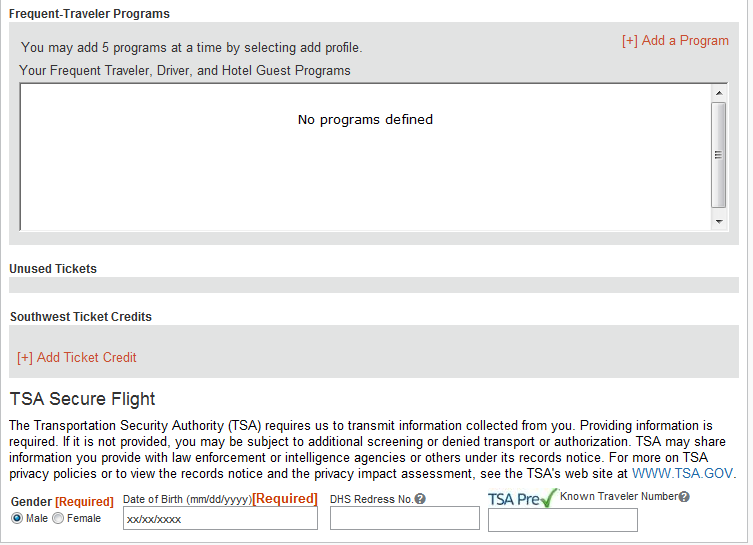 Frequent-Traveler Programs
You may add 5 programs at a time by selecting add profile.
[+] Add a Program
Your Frequent Traveler, Driver, and Hotel Guest Programs
No programs defined
Unused Tickets
Southwest Ticket Credits
[+] Add Ticket Credit
TSA Secure Flight
The Transportation Security Authority (TSA) requires us to transmit information collected from you. Providing information is
required. If it is not provided, you may be subject to additional screening or denied transport or authorization. TSA may share
information you provide with law enforcement or intelligence agencies or others under its records notice. For more on TSA
privacy policies or to view the records notice and the privacy impact assessment, see the TSA's web site at WWW.TSA.GOV.
Gender [Required] Date of Birth (mm/dd/yyyy)[Required] DHS Redress No.? TSA Pre✓ Known Traveler Number?
Male Female xx/xx/xxxx